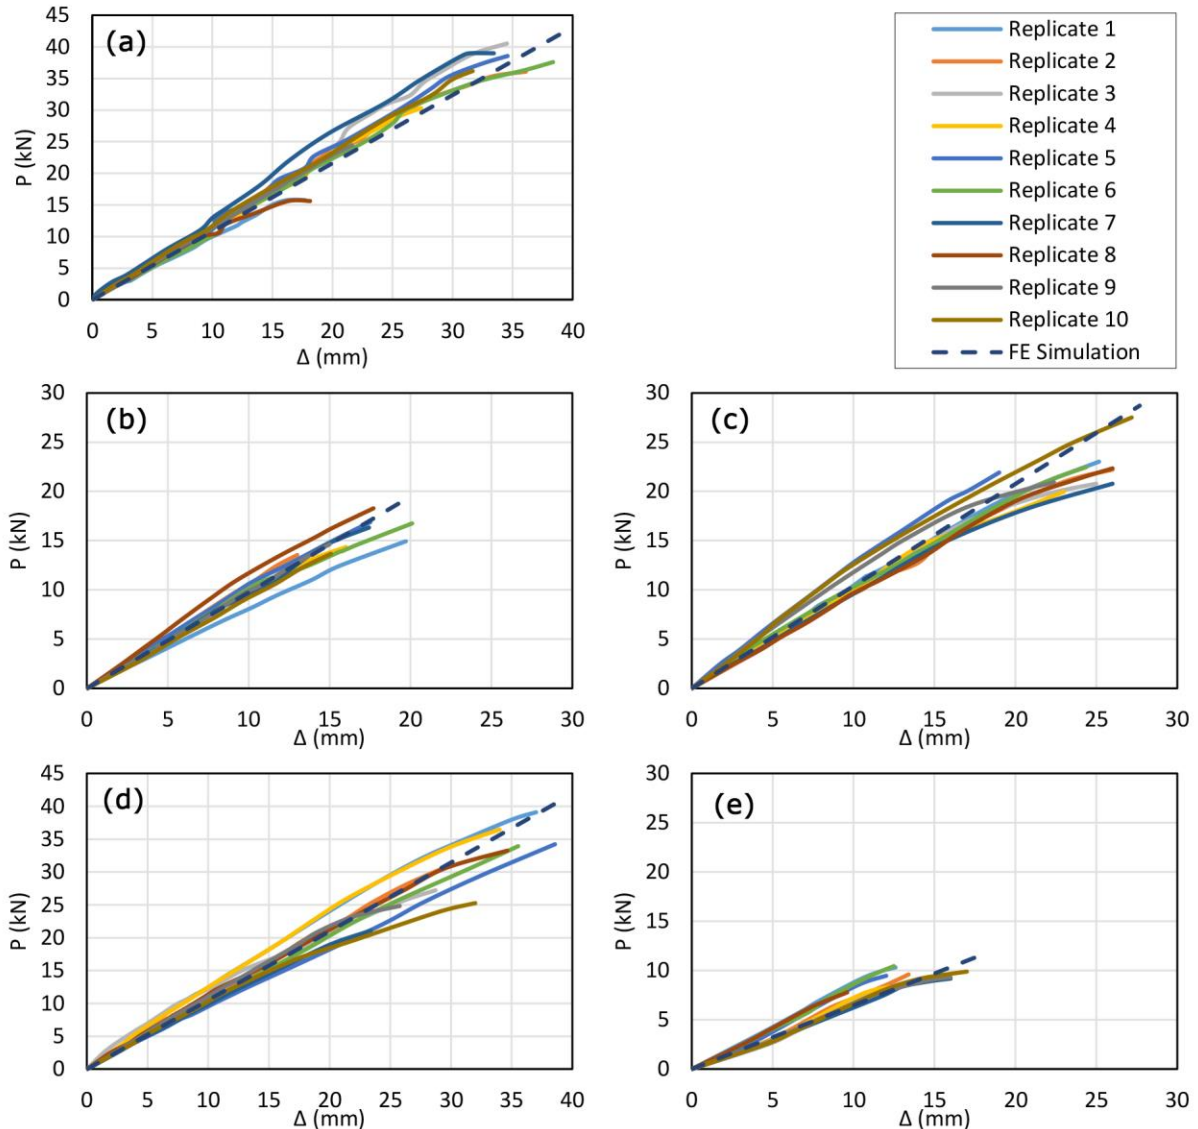 (a)
P (kN)
45
40
35
30
25
20
15
10
5
0
0 5 10 15 20 25 30 35 40
Δ (mm)
Replicate 1
Replicate 2
Replicate 3
Replicate 4
Replicate 5
Replicate 6
Replicate 7
Replicate 8
Replicate 9
Replicate 10
FE Simulation
(b)
P (kN)
30
25
20
15
10
5
0
0 5 10 15 20 25 30
Δ (mm)
(c)
P (kN)
30
25
20
15
10
5
0
0 5 10 15 20 25 30
Δ (mm)
(d)
P (kN)
45
40
35
30
25
20
15
10
5
0
0 5 10 15 20 25 30 35 40
Δ (mm)
(e)
P (kN)
30
25
20
15
10
5
0
0 5 10 15 20 25 30
Δ (mm)